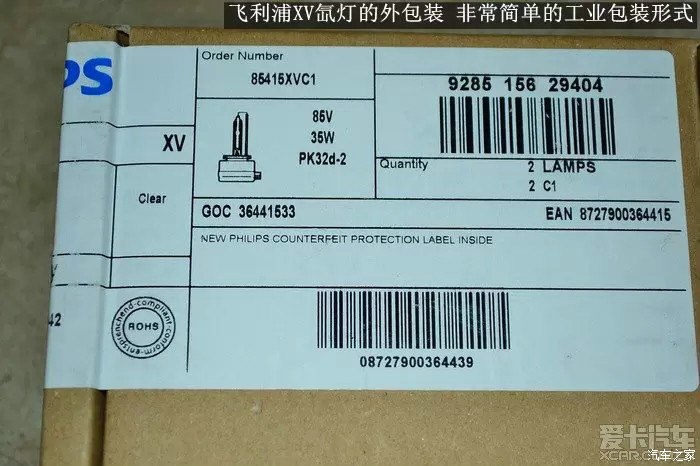 飞利浦XV氙灯的外包装 非常简单的工业包装形式
PS
Order Number
85415XVC1
9285 156 29404
XV
85V
35W
PK32d-2
Quantity
2 LAMPS
2 C1
Clear
GOC 36441533
EAN 8727900364415
NEW PHILIPS COUNTERFEIT PROTECTION LABEL INSIDE
42
ROHS
08727900364439
爱卡汽车
XCAR.COM
汽车之家